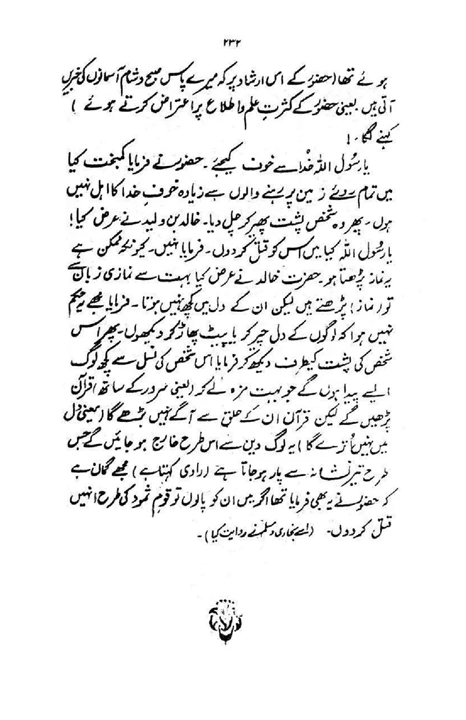 ۲۳۲
ہوئے تھا (حضورؐ کے اس ارشاد پر کہ میرے پاس صبح و شام آسمانوں کی خبریں
آتی ہیں یعنی حضورؐ کے کثرتِ علم و اطلاع پر اعتراض کرتے ہوئے)
کہنے لگا۔!
یا رسول اللہ خدا سے خوف کیجئے۔ حضورؐ نے فرمایا کمبخت کیا
میں تمام روئے زمین پر بسنے والوں سے زیادہ خوفِ خدا کا اہل نہیں
ہوں۔ پھر وہ شخص پشت پھیر کر چل دیا۔ خالد بن ولید نے عرض کیا!
یا رسول اللہ کیا میں اس کو قتل نہ کردوں۔ فرمایا نہیں۔ کیونکہ ممکن ہے
یہ نماز پڑھتا ہو۔ حضرت خالد نے عرض کیا بہت سے نمازی زبان سے
تو (نماز) پڑھتے ہیں لیکن ان کے دل میں کچھ نہیں ہوتا۔ فرمایا مجھے یہ حکم
نہیں ہوا کہ لوگوں کے دل چیر کر یا پیٹ پھاڑ کر دیکھوں۔ پھر اس
شخص کی پشت کیطرف دیکھ کر فرمایا اس شخص کی نسل سے کچھ لوگ
ایسے پیدا ہوں گے جو بہت مزہ لے کر (یعنی سرور کے ساتھ) قرآن
پڑھیں گے لیکن قرآن ان کے حلق سے آگے نہیں بڑھے گا (یعنی دل
میں نہیں اُترے گا) یہ لوگ دین سے اس طرح خارج ہو جائیں گے جس
طرح تیر نشانہ سے پار ہو جاتا ہے (راوی کہتا ہے) مجھے گمان ہے
کہ حضورؐ نے یہ بھی فرمایا تھا اگر میں ان کو پالوں تو قومِ ثمود کی طرح انہیں
قتل کردوں۔ (اسے بخاری و مسلم نے روایت کیا)۔